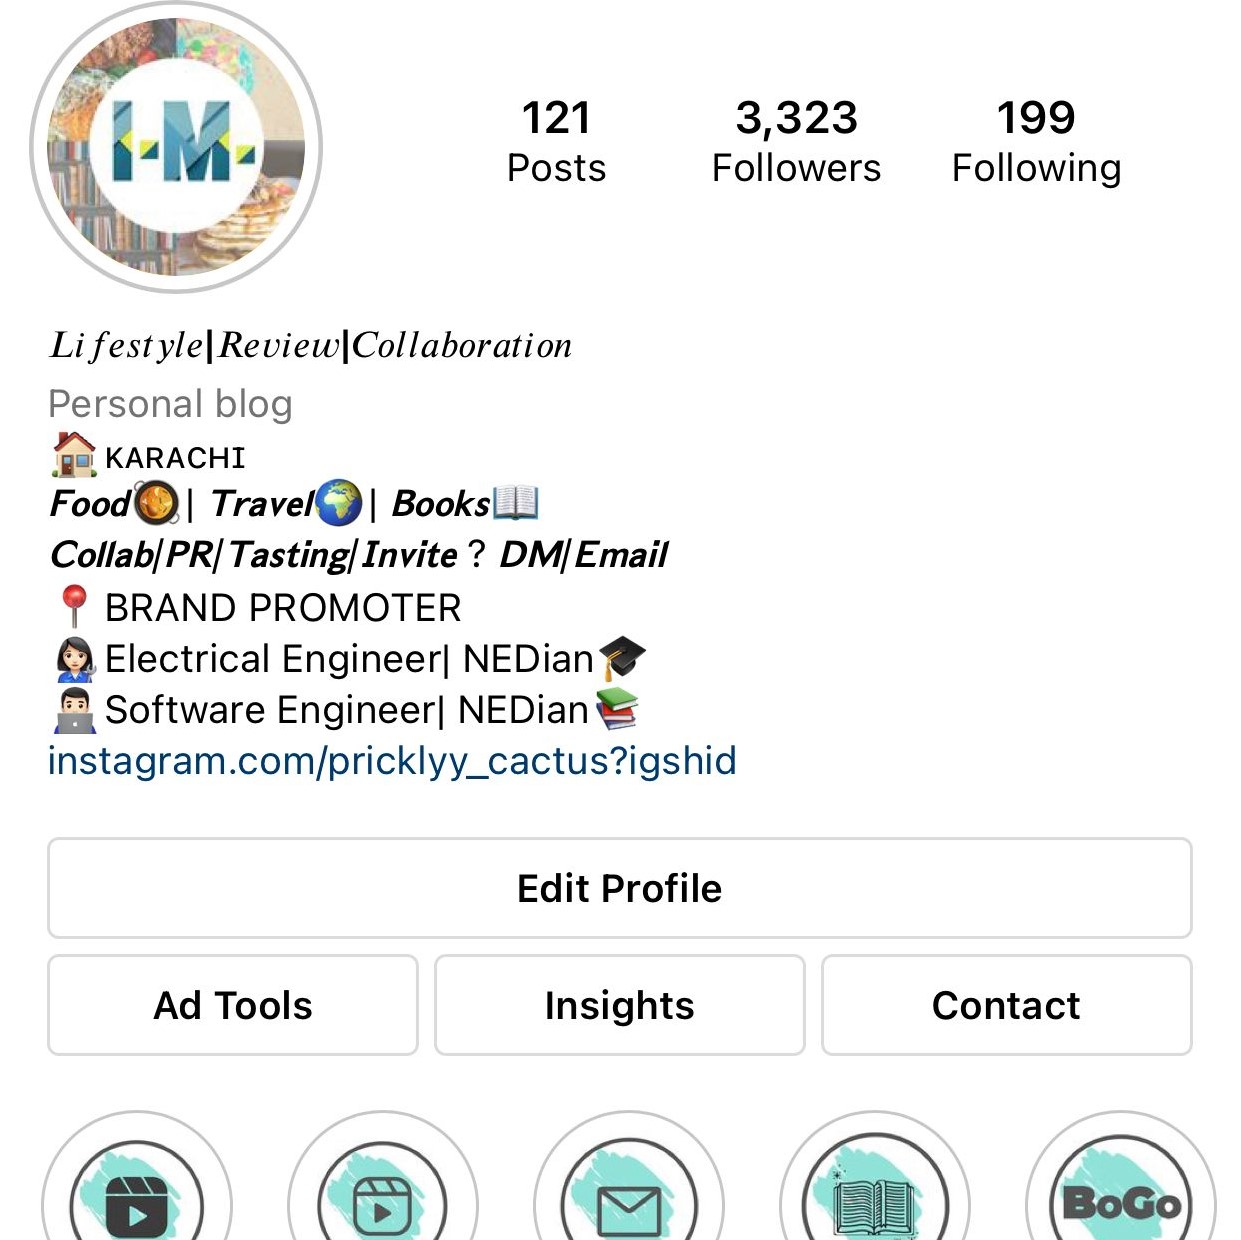 I·M·
121 3,323 199
Posts Followers Following
Lifestyle|Review|Collaboration
Personal blog
🏠 KARACHI
Food🥘| Travel🌍| Books📖
Collab|PR|Tasting|Invite ? DM|Email
📍BRAND PROMOTER
👩🏻‍🔧Electrical Engineer| NEDian🎓
👨🏻‍💻Software Engineer| NEDian📚
instagram.com/pricklyy_cactus?igshid
Edit Profile
Ad Tools Insights Contact
BoGo